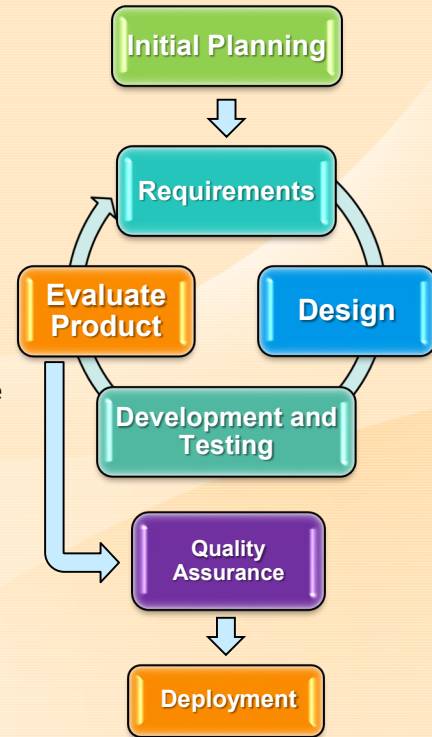 Initial Planning
Requirements
Evaluate
Product
Design
e
Development and
Testing
Quality
Assurance
Deployment